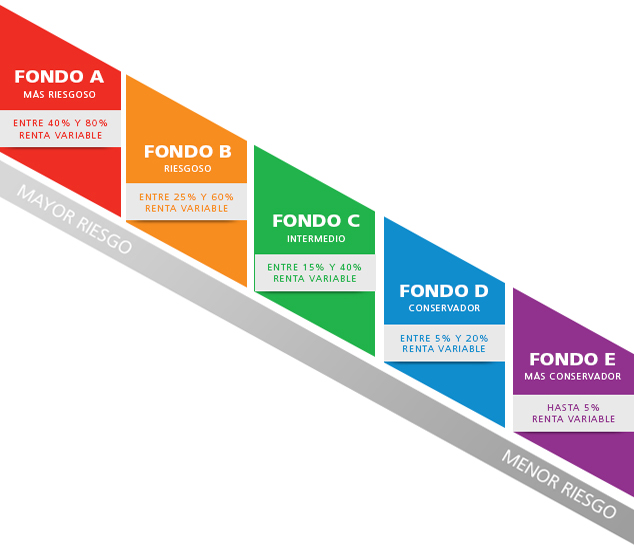 FONDO A
MÁS RIESGOSO
ENTRE 40% Y 80%
RENTA VARIABLE
FONDO B
RIESGOSO
ENTRE 25% Y 60%
RENTA VARIABLE
FONDO C
INTERMEDIO
ENTRE 15% Y 40%
RENTA VARIABLE
FONDO D
CONSERVADOR
ENTRE 5% Y 20%
RENTA VARIABLE
FONDO E
MÁS CONSERVADOR
HASTA 5%
RENTA VARIABLE
MAYOR RIESGO
MENOR RIESGO